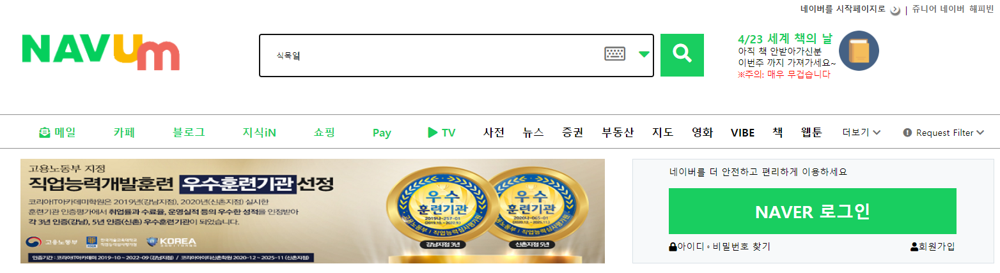 네이버를 시작페이지로 | 쥬니어 네이버 해피빈
NAVUm
식목일
4/23 세계 책의 날
아직 책 안받아가신분
이번주 까지 가져가세요~
※주의: 매우 무겁습니다
메일 카페 블로그 지식iN 쇼핑 Pay TV 사전 뉴스 증권 부동산 지도 영화 VIBE 책 웹툰 더보기 Request Filter
고용노동부 지정
직업능력개발훈련 우수훈련기관 선정
코리아IT아카데미학원은 2019년(강남지점), 2020년(신촌지점) 실시한
훈련기관 인증평가에서 취업률과 수료율, 운영실적 등의 우수한 성적을 인정받아
각 3년 인증(강남), 5년 인증(신촌) 우수훈련기관이 되었습니다.
고용노동부 한국기술교육대학교 KOREA
직업능력심사평가원
인증기간 : 코리아IT아카데미 2019-10 ~ 2022-09 (강남지점) / 코리아아이티신촌학원 2020-12 ~ 2025-11 (신촌지점)
우수
훈련기관
2019나-257-01
(2019.10.~2022.9.)
고용노동부 | 직업능력심사평가원
강남지점 3년
우수
훈련기관
2020나-065-01
(2020.12.~2025.11.)
고용노동부 | 직업능력심사평가원
신촌지점 5년
네이버를 더 안전하고 편리하게 이용하세요
NAVER 로그인
아이디 ∘ 비밀번호 찾기 회원가입